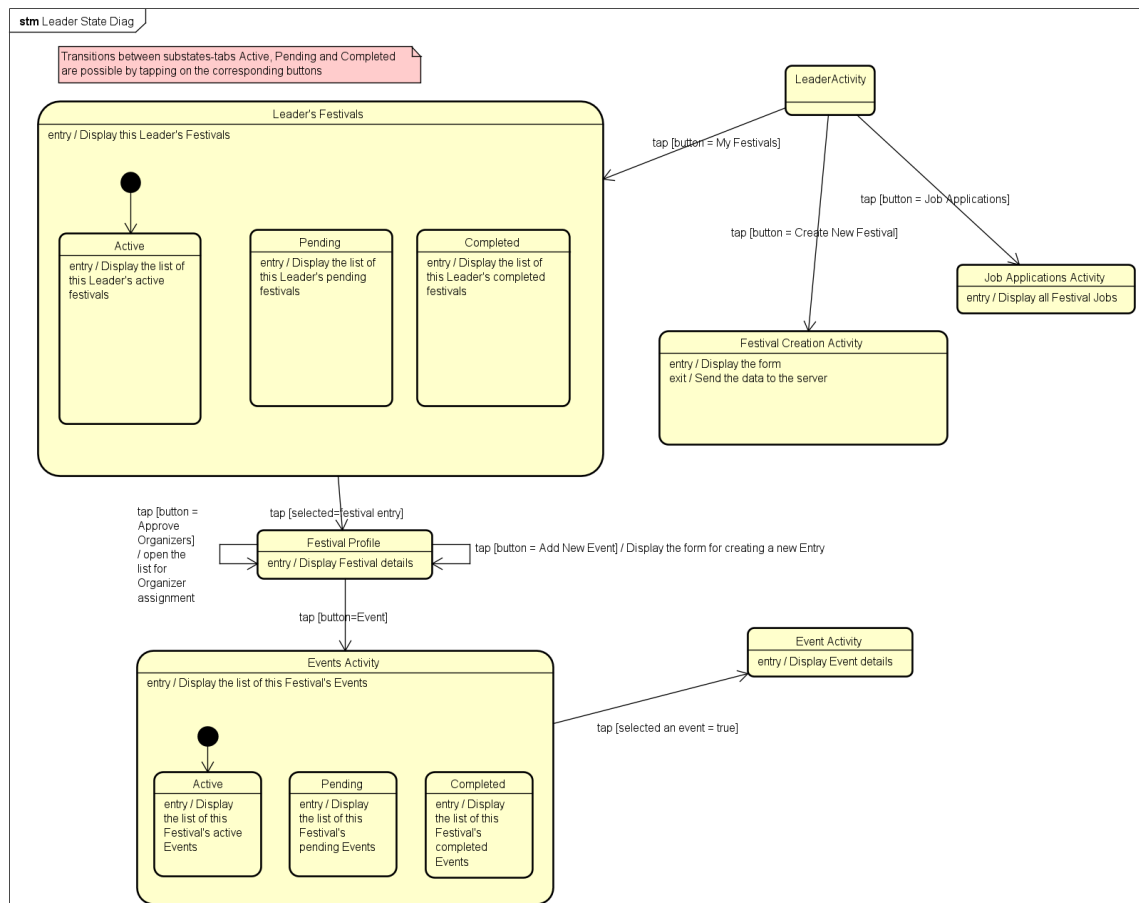 stm Leader State Diag
Transitions between substates-tabs Active, Pending and Completed
are possible by tapping on the corresponding buttons
LeaderActivity
Leader's Festivals
entry / Display this Leader's Festivals
tap [button = My Festivals]
tap [button = Job Applications]
tap [button = Create New Festival]
Active
entry / Display the list of
this Leader's active
festivals
Pending
entry / Display the list of
this Leader's pending
festivals
Completed
entry / Display the list of
this Leader's completed
festivals
Job Applications Activity
entry / Display all Festival Jobs
Festival Creation Activity
entry / Display the form
exit / Send the data to the server
tap [button =
Approve
Organizers]
/ open the
list for
Organizer
assignment
tap [selected=festival entry]
Festival Profile
entry / Display Festival details
tap [button = Add New Event] / Display the form for creating a new Entry
tap [button=Event]
Events Activity
entry / Display the list of this Festival's Events
Event Activity
entry / Display Event details
tap [selected an event = true]
Active
entry / Display
the list of this
Festival's active
Events
Pending
entry / Display
the list of this
Festival's
pending Events
Completed
entry / Display
the list of this
Festival's
completed
Events